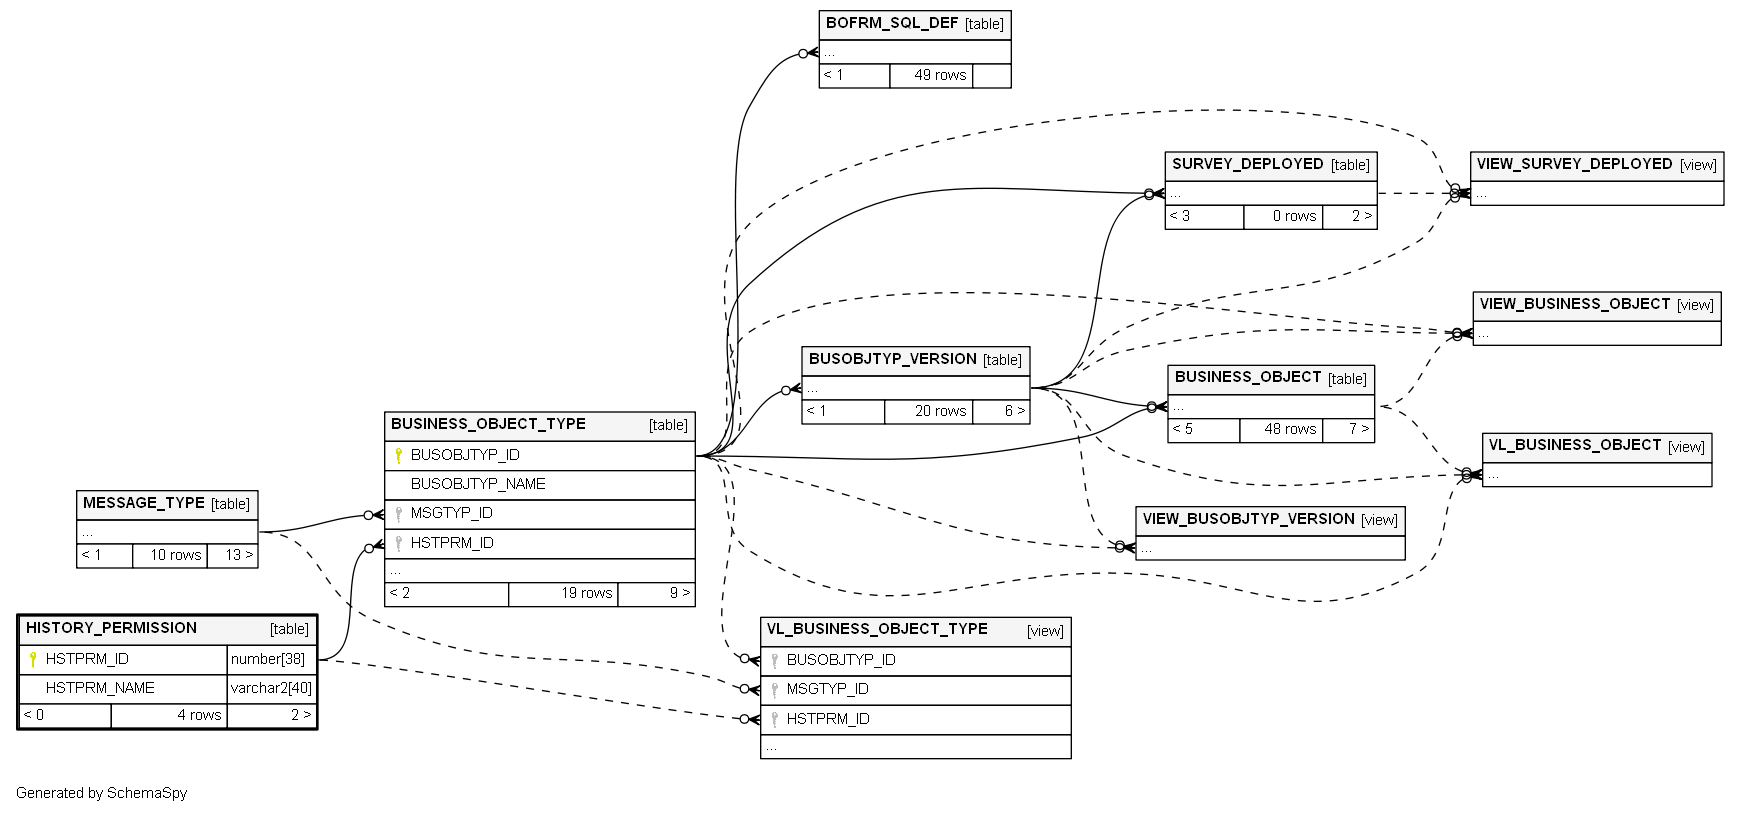 BOFRM_SQL_DEF [table]
...
< 1 49 rows
SURVEY_DEPLOYED [table]
...
< 3 0 rows 2 >
VIEW_SURVEY_DEPLOYED [view]
...
VIEW_BUSINESS_OBJECT [view]
...
BUSOBJTYP_VERSION [table]
...
< 1 20 rows 6 >
BUSINESS_OBJECT [table]
...
< 5 48 rows 7 >
BUSINESS_OBJECT_TYPE [table]
BUSOBJTYP_ID
BUSOBJTYP_NAME
MSGTYP_ID
HSTPRM_ID
...
< 2 19 rows 9 >
VL_BUSINESS_OBJECT [view]
...
MESSAGE_TYPE [table]
...
< 1 10 rows 13 >
VIEW_BUSOBJTYP_VERSION [view]
...
HISTORY_PERMISSION [table]
HSTPRM_ID number[38]
HSTPRM_NAME varchar2[40]
< 0 4 rows 2 >
VL_BUSINESS_OBJECT_TYPE [view]
BUSOBJTYP_ID
MSGTYP_ID
HSTPRM_ID
...
Generated by SchemaSpy